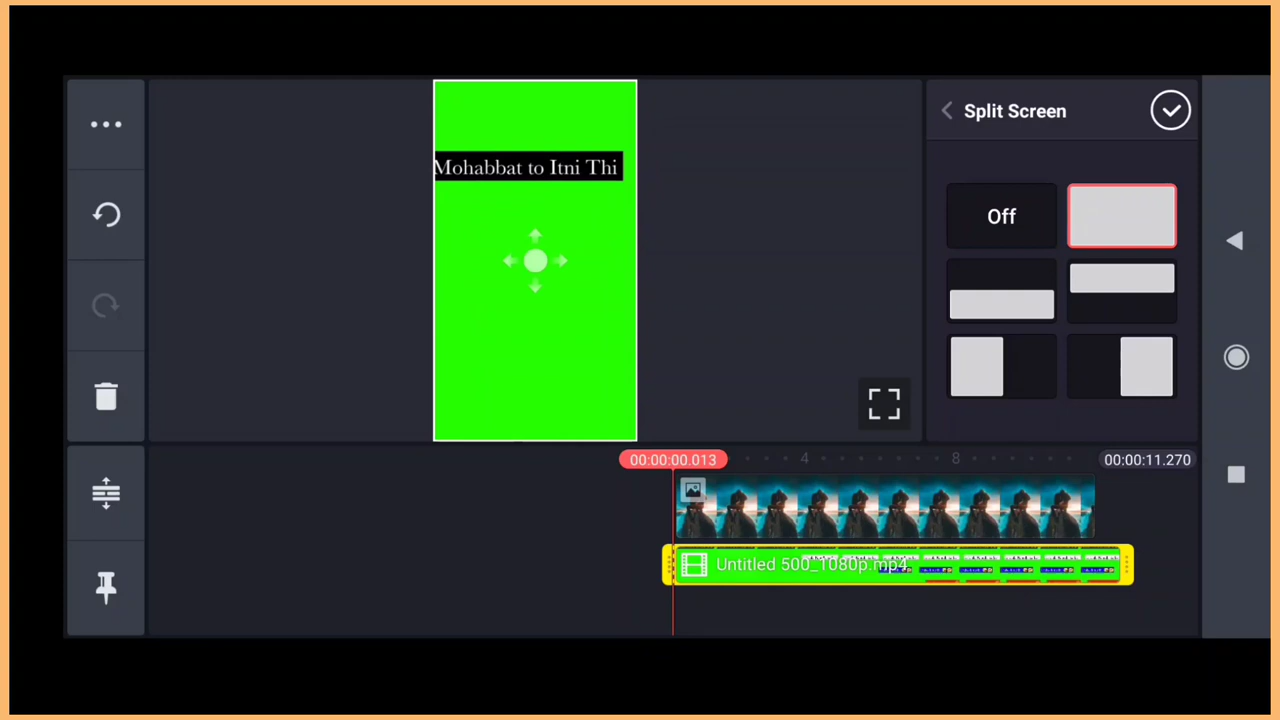 Split Screen
Mohabbat to Itni Thi
Off
00:00:00.013
4
8
00:00:11.270
Untitled 500_1080p.mp4